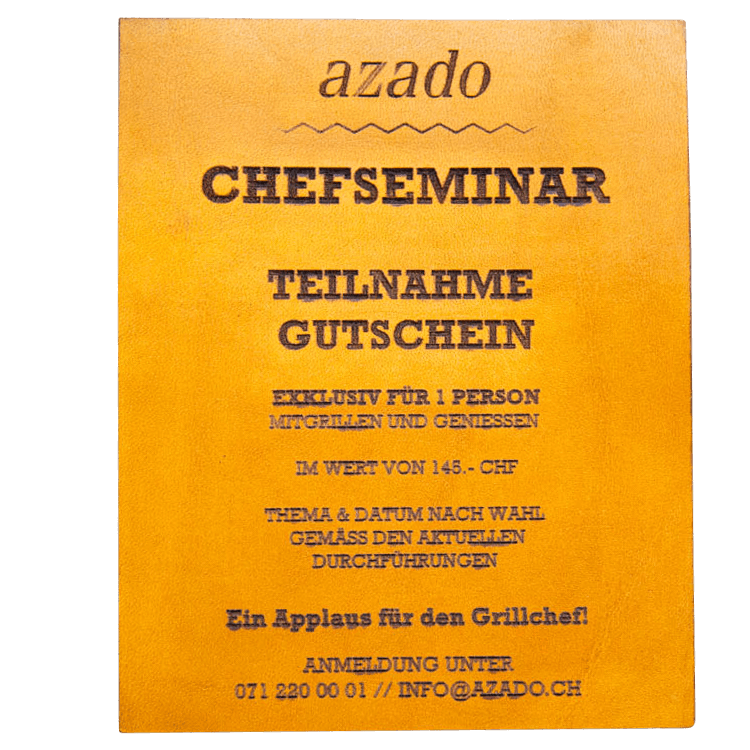 azado
CHEFSEMINAR
TEILNAHME
GUTSCHEIN
EXKLUSIV FÜR 1 PERSON
MITGRILLEN UND GENIESSEN
IM WERT VON 145.- CHF
THEMA & DATUM NACH WAHL
GEMÄSS DEN AKTUELLEN
DURCHFÜHRUNGEN
Ein Applaus für den Grillchef!
ANMELDUNG UNTER
071 220 00 01 // INFO@AZADO.CH